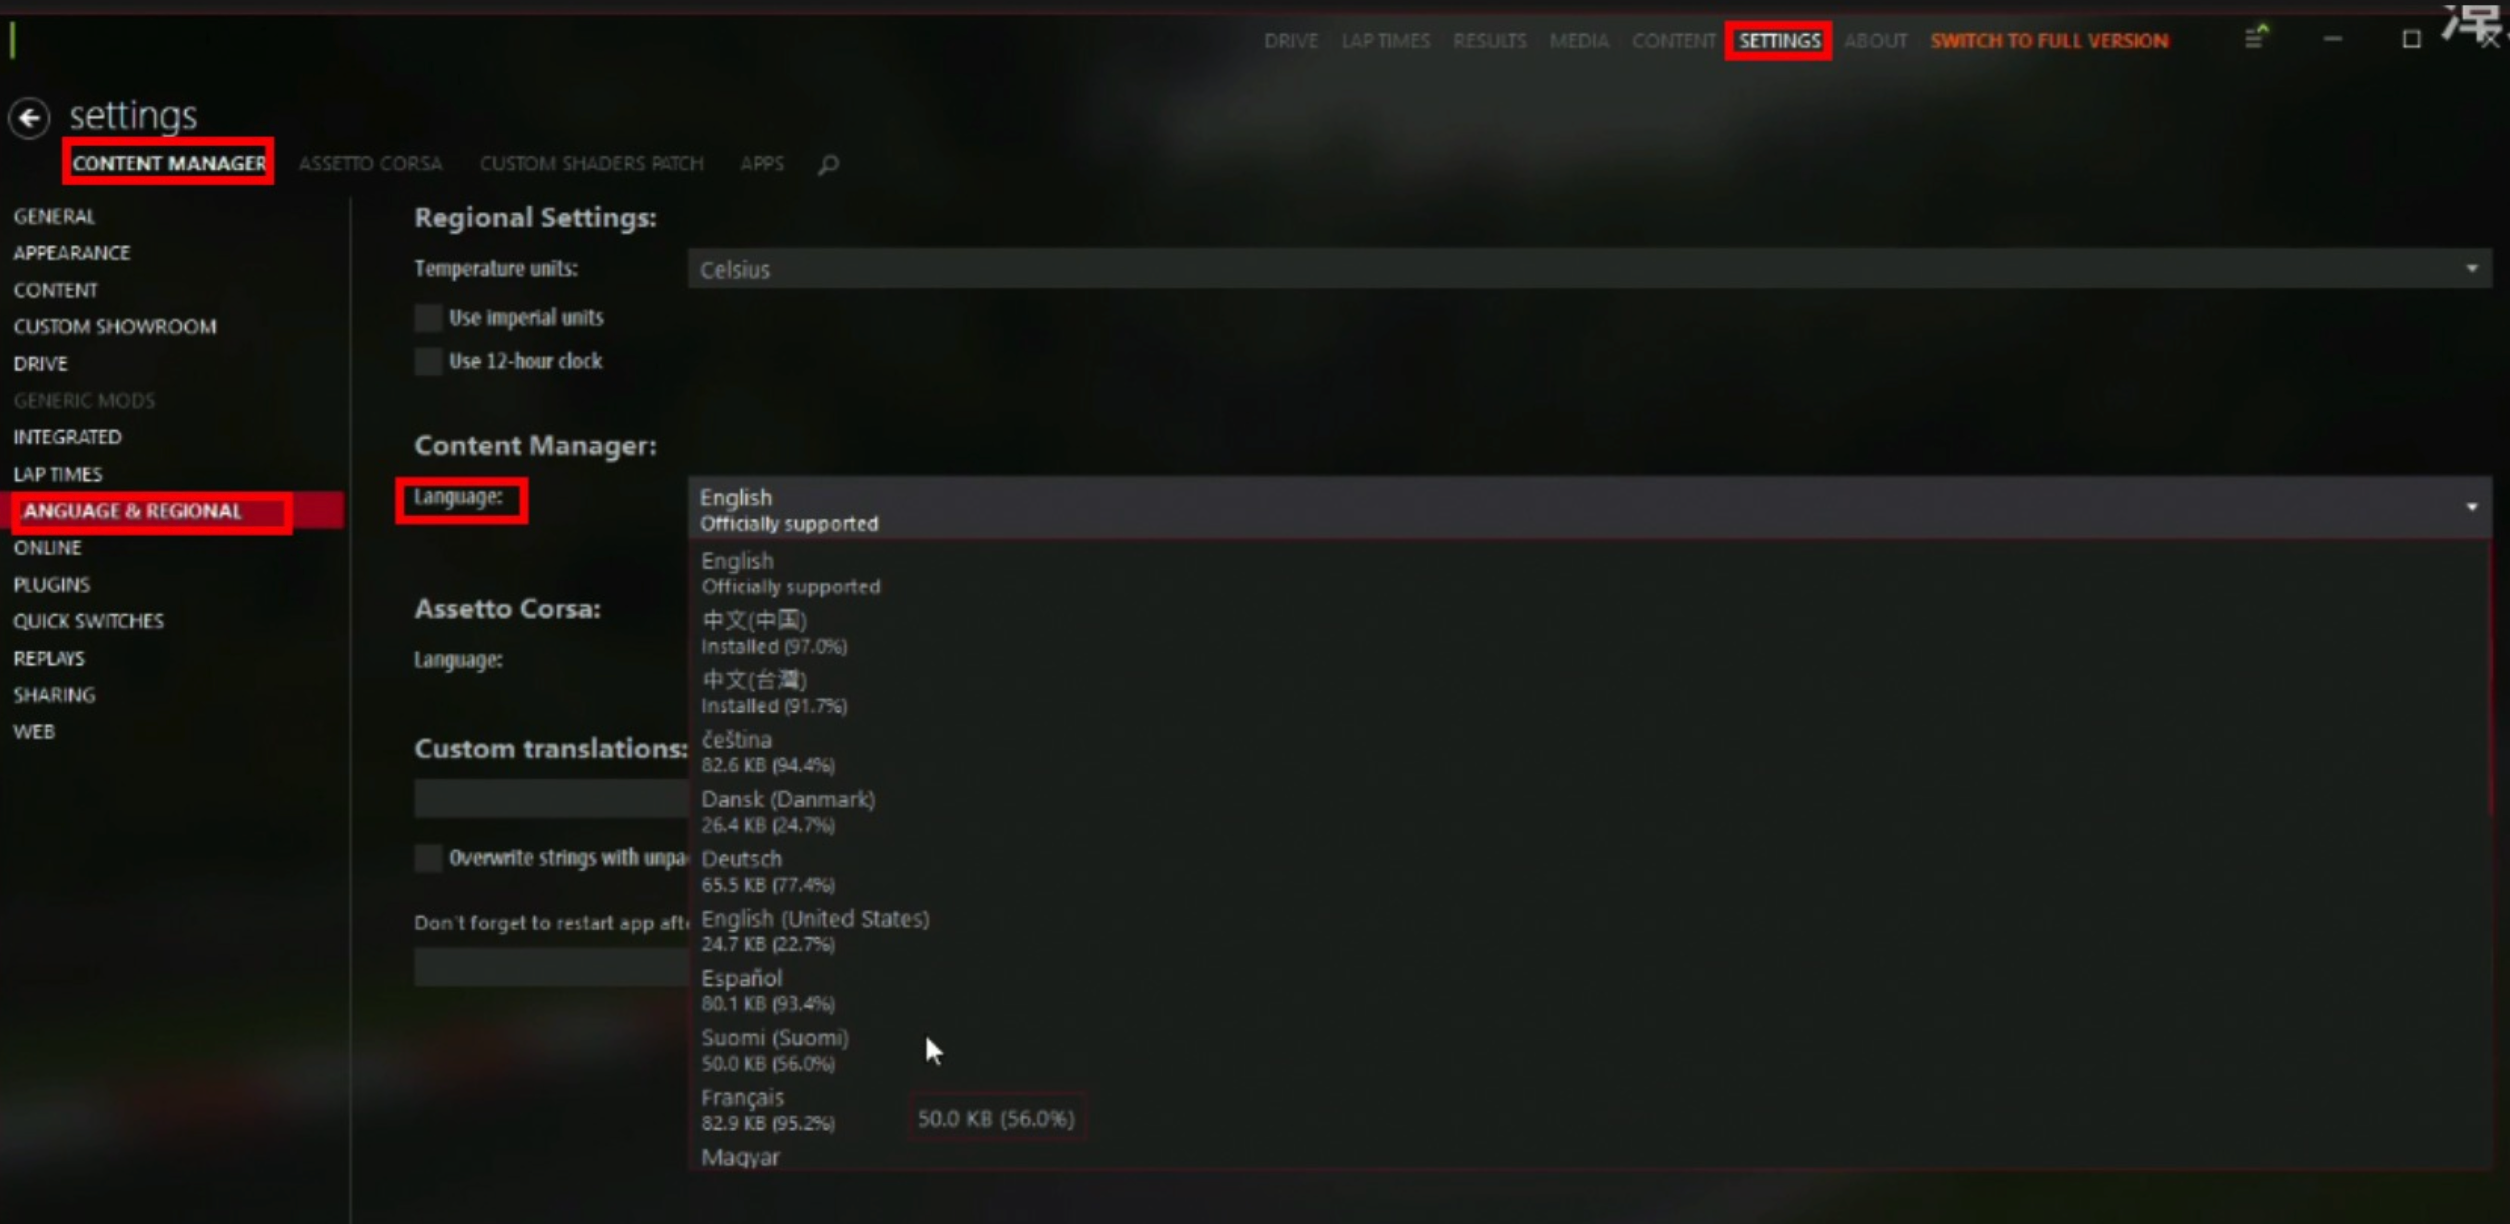 DRIVE LAP TIMES RESULTS MEDIA CONTENT SETTINGS ABOUT SWITCH TO FULL VERSION
settings
CONTENT MANAGER ASSETTO CORSA CUSTOM SHADERS PATCH APPS
GENERAL
APPEARANCE
CONTENT
CUSTOM SHOWROOM
DRIVE
GENERIC MODS
INTEGRATED
LAP TIMES
ANGUAGE & REGIONAL
ONLINE
PLUGINS
QUICK SWITCHES
REPLAYS
SHARING
WEB
Regional Settings:
Temperature units: Celsius
Use imperial units
Use 12-hour clock
Content Manager:
Language:
English
Officially supported
English
Officially supported
中文(中国)
Installed (97.0%)
中文(台灣)
Installed (91.7%)
čeština
82.6 KB (94.4%)
Dansk (Danmark)
26.4 KB (24.7%)
Deutsch
65.5 KB (77.4%)
English (United States)
24.7 KB (22.7%)
Español
80.1 KB (93.4%)
Suomi (Suomi)
50.0 KB (56.0%)
Français
82.9 KB (95.2%)
Magyar
50.0 KB (56.0%)
Assetto Corsa:
Language:
Custom translations:
Overwrite strings with unpa
Don't forget to restart app afte